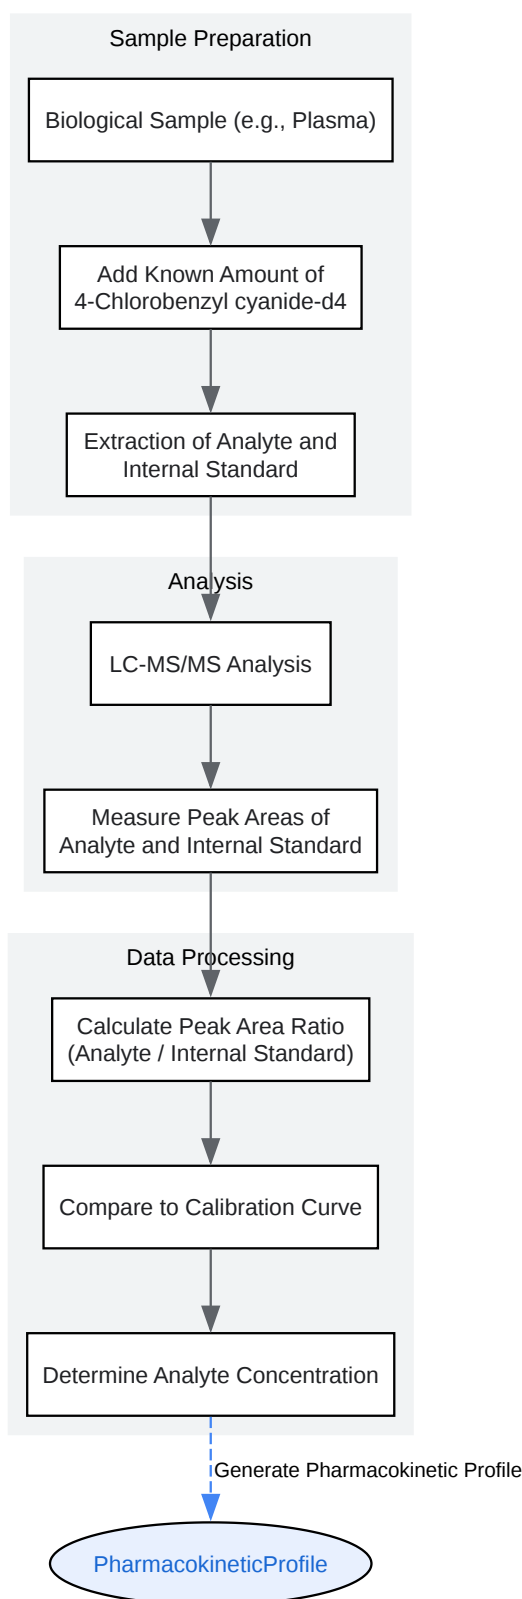 Sample Preparation
Biological Sample (e.g., Plasma)
Add Known Amount of
4-Chlorobenzyl cyanide-d4
Extraction of Analyte and
Internal Standard
Analysis
LC-MS/MS Analysis
Measure Peak Areas of
Analyte and Internal Standard
Data Processing
Calculate Peak Area Ratio
(Analyte / Internal Standard)
Compare to Calibration Curve
Determine Analyte Concentration
Generate Pharmacokinetic Profile
PharmacokineticProfile